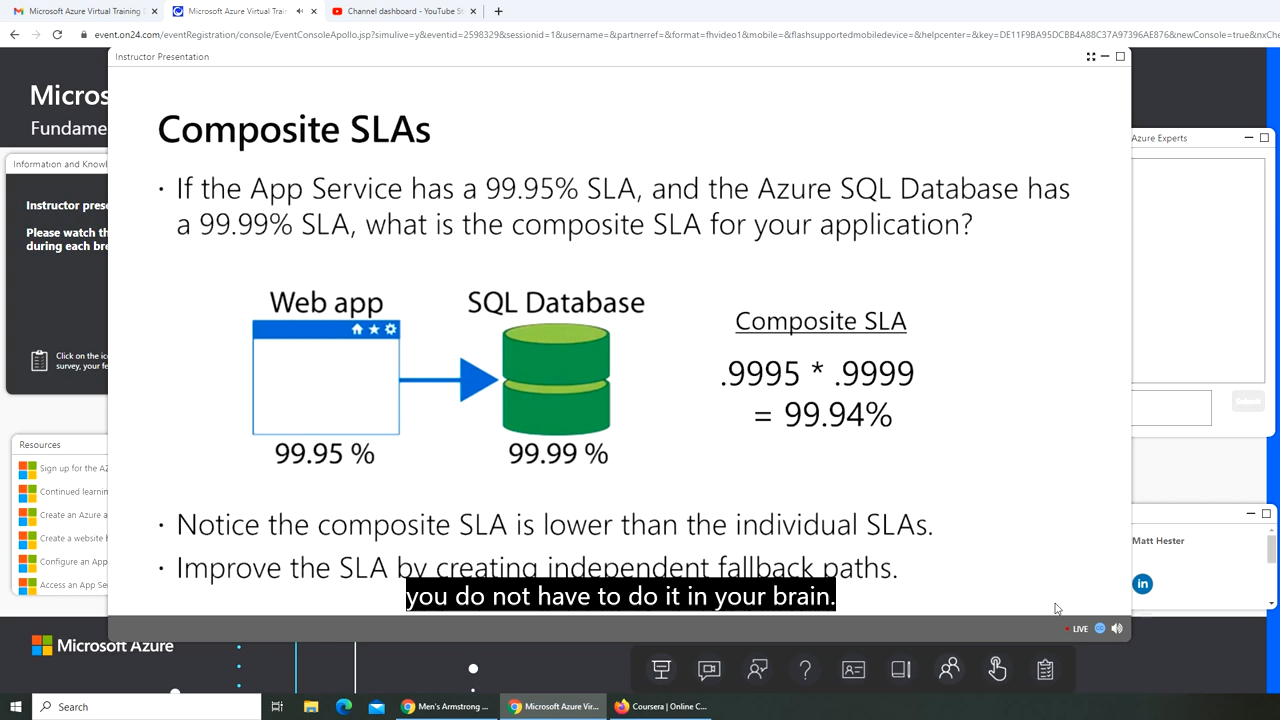 Microsoft Azure Virtual Training
Microsoft Azure Virtual Train
Channel dashboard - YouTube St
event.on24.com/eventRegistration/console/EventConsoleApollo.jsp?simulive=y&eventid=2598329&sessionid=1&username=&partnerref=&format=fhvideo1&mobile=&flashsupportedmobiledevice=&helpcenter=&key=DE11F9BA95DCBB4A88C37A97396AE876&newConsole=true&nxChe
Instructor Presentation
Micros
Fundame
Information and Knowl
Instructor prese
Please watch th
during each bre
Click on the ico
survey, your fe
Resources
Sign up for the AZ
Continued learnin
Create an Azure a
Create a website h
Configure an App
Access an App Ser
Composite SLAs
· If the App Service has a 99.95% SLA, and the Azure SQL Database has
a 99.99% SLA, what is the composite SLA for your application?
Web app
SQL Database
99.95 %
99.99 %
Composite SLA
.9995 * .9999
= 99.94%
· Notice the composite SLA is lower than the individual SLAs.
· Improve the SLA by creating independent fallback paths.
you do not have to do it in your brain.
LIVE
Azure Experts
Submit
Matt Hester
in
Microsoft Azure
Search
Men's Armstrong ...
Microsoft Azure Vir...
Coursera | Online C...